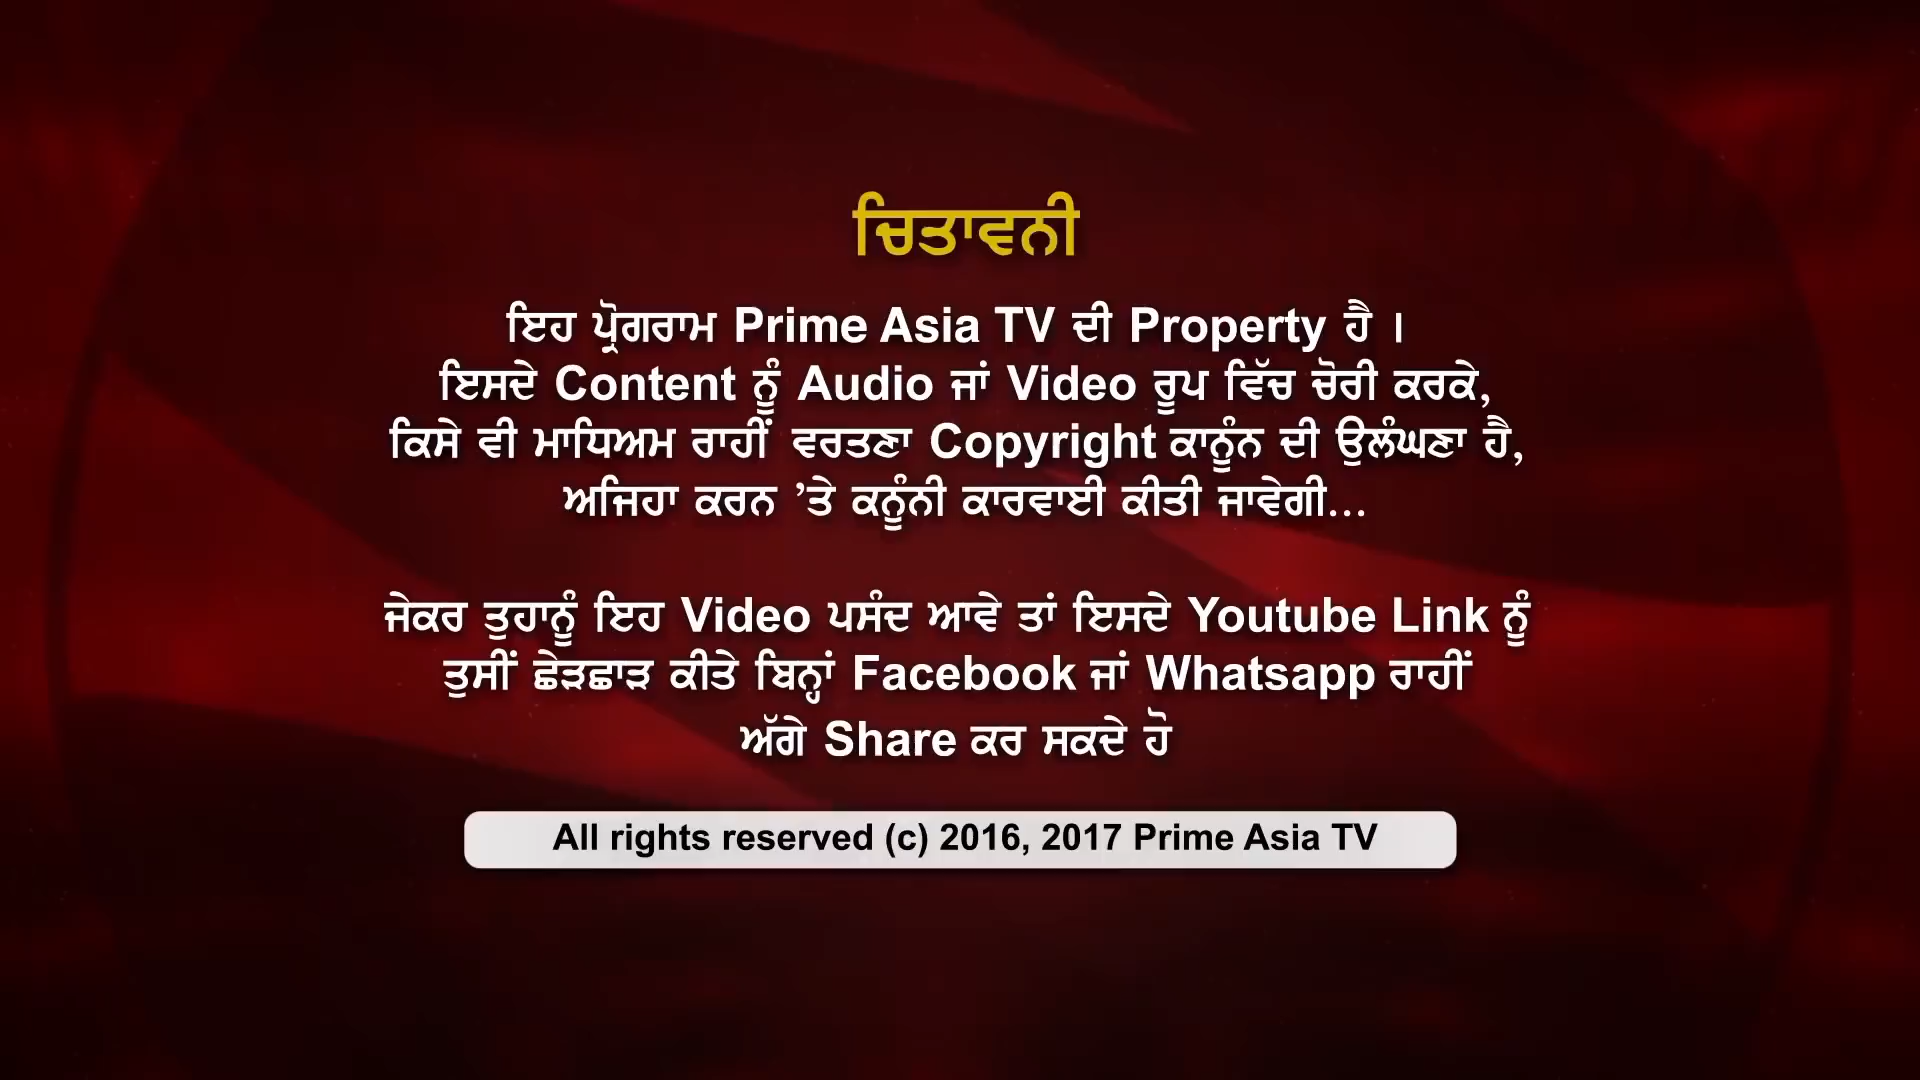 ਚਿਤਾਵਨੀ
ਇਹ ਪ੍ਰੋਗਰਾਮ Prime Asia TV ਦੀ Property ਹੈ ।
ਇਸਦੇ Content ਨੂੰ Audio ਜਾਂ Video ਰੂਪ ਵਿੱਚ ਚੋਰੀ ਕਰਕੇ,
ਕਿਸੇ ਵੀ ਮਾਧਿਅਮ ਰਾਹੀਂ ਵਰਤਣਾ Copyright ਕਾਨੂੰਨ ਦੀ ਉਲੰਘਣਾ ਹੈ,
ਅਜਿਹਾ ਕਰਨ ’ਤੇ ਕਨੂੰਨੀ ਕਾਰਵਾਈ ਕੀਤੀ ਜਾਵੇਗੀ...
ਜੇਕਰ ਤੁਹਾਨੂੰ ਇਹ Video ਪਸੰਦ ਆਵੇ ਤਾਂ ਇਸਦੇ Youtube Link ਨੂੰ
ਤੁਸੀਂ ਛੇੜਛਾੜ ਕੀਤੇ ਬਿਨ੍ਹਾਂ Facebook ਜਾਂ Whatsapp ਰਾਹੀਂ
ਅੱਗੇ Share ਕਰ ਸਕਦੇ ਹੋ
All rights reserved (c) 2016, 2017 Prime Asia TV